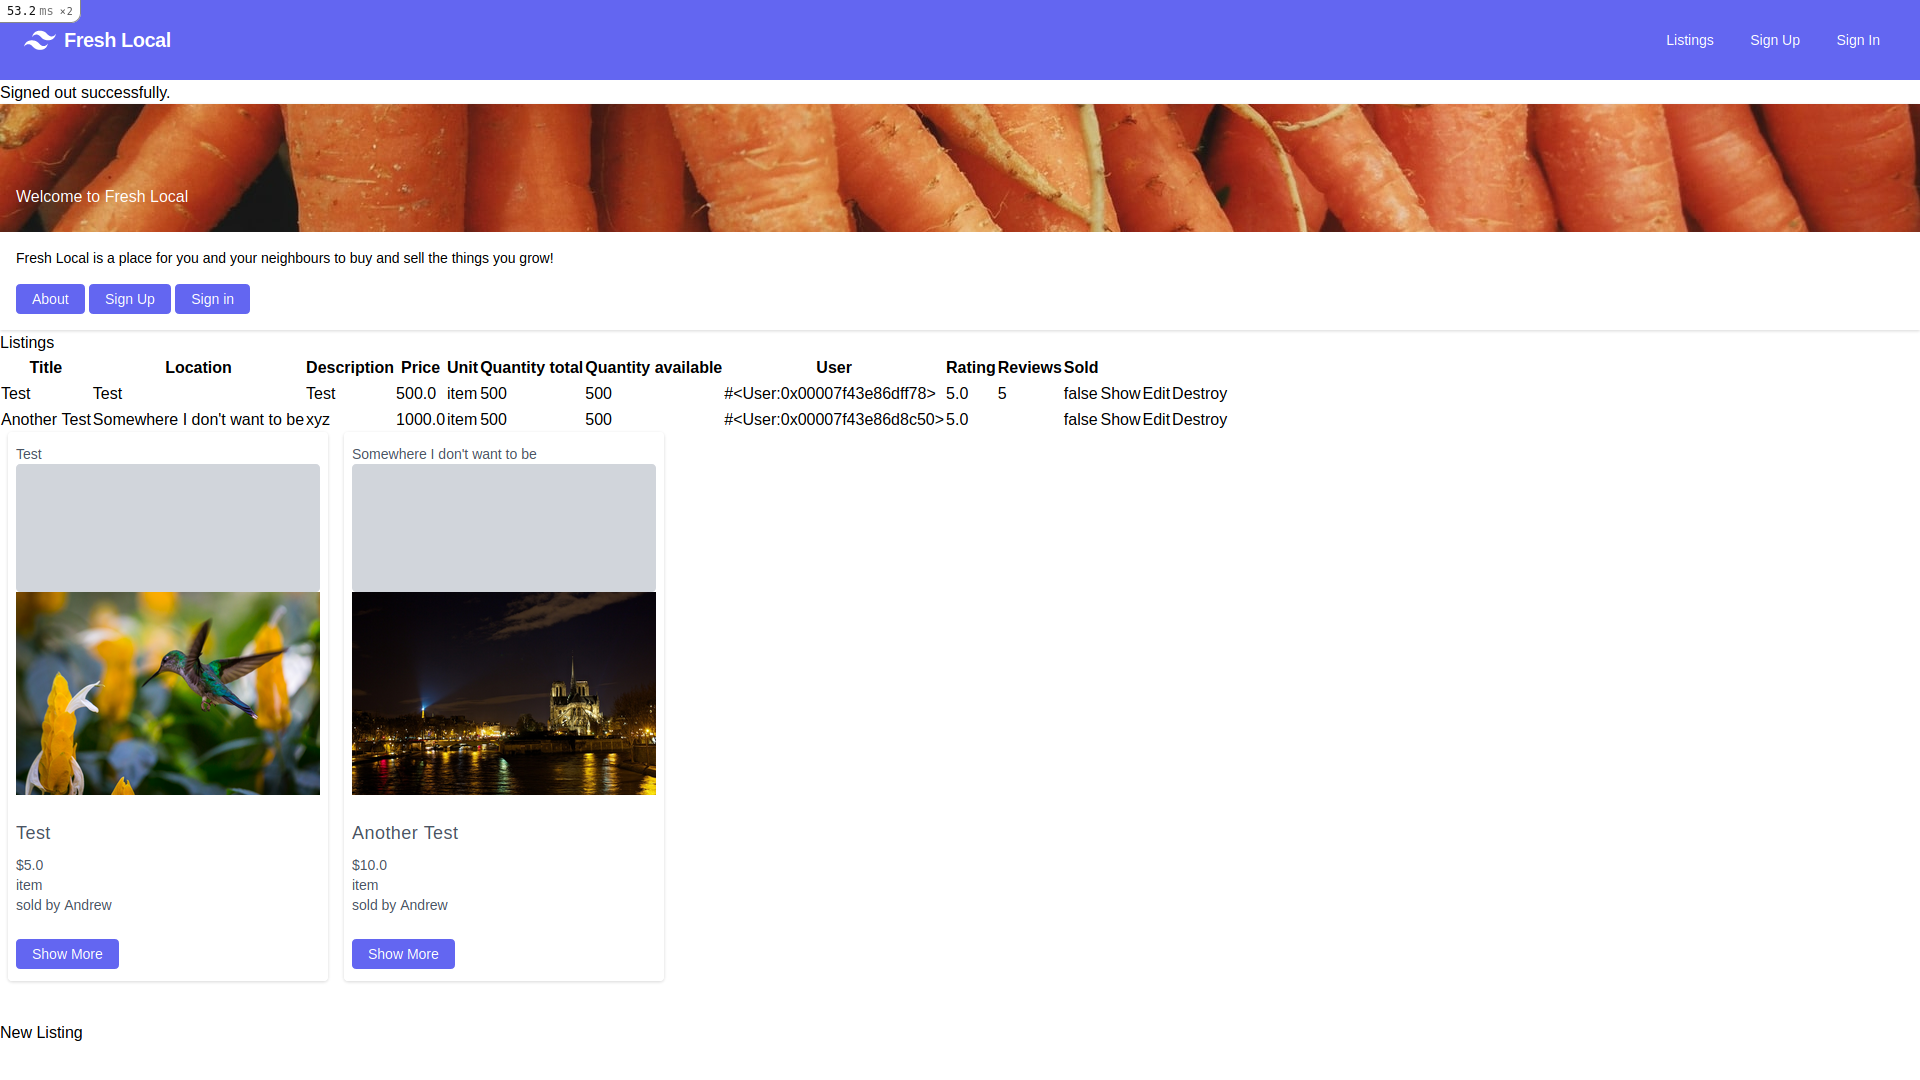 53.2 ms ×2
Fresh Local
Listings Sign Up Sign In
Signed out successfully.
Welcome to Fresh Local
Fresh Local is a place for you and your neighbours to buy and sell the things you grow!
About Sign Up Sign in
Listings
Title Location Description Price Unit Quantity total Quantity available User Rating Reviews Sold
Test Test Test 500.0 item 500 500 #<User:0x00007f43e86dff78> 5.0 5 false Show Edit Destroy
Another Test Somewhere I don't want to be xyz 1000.0 item 500 500 #<User:0x00007f43e86d8c50> 5.0 false Show Edit Destroy
Test
Test
$5.0
item
sold by Andrew
Show More
Somewhere I don't want to be
Another Test
$10.0
item
sold by Andrew
Show More
New Listing